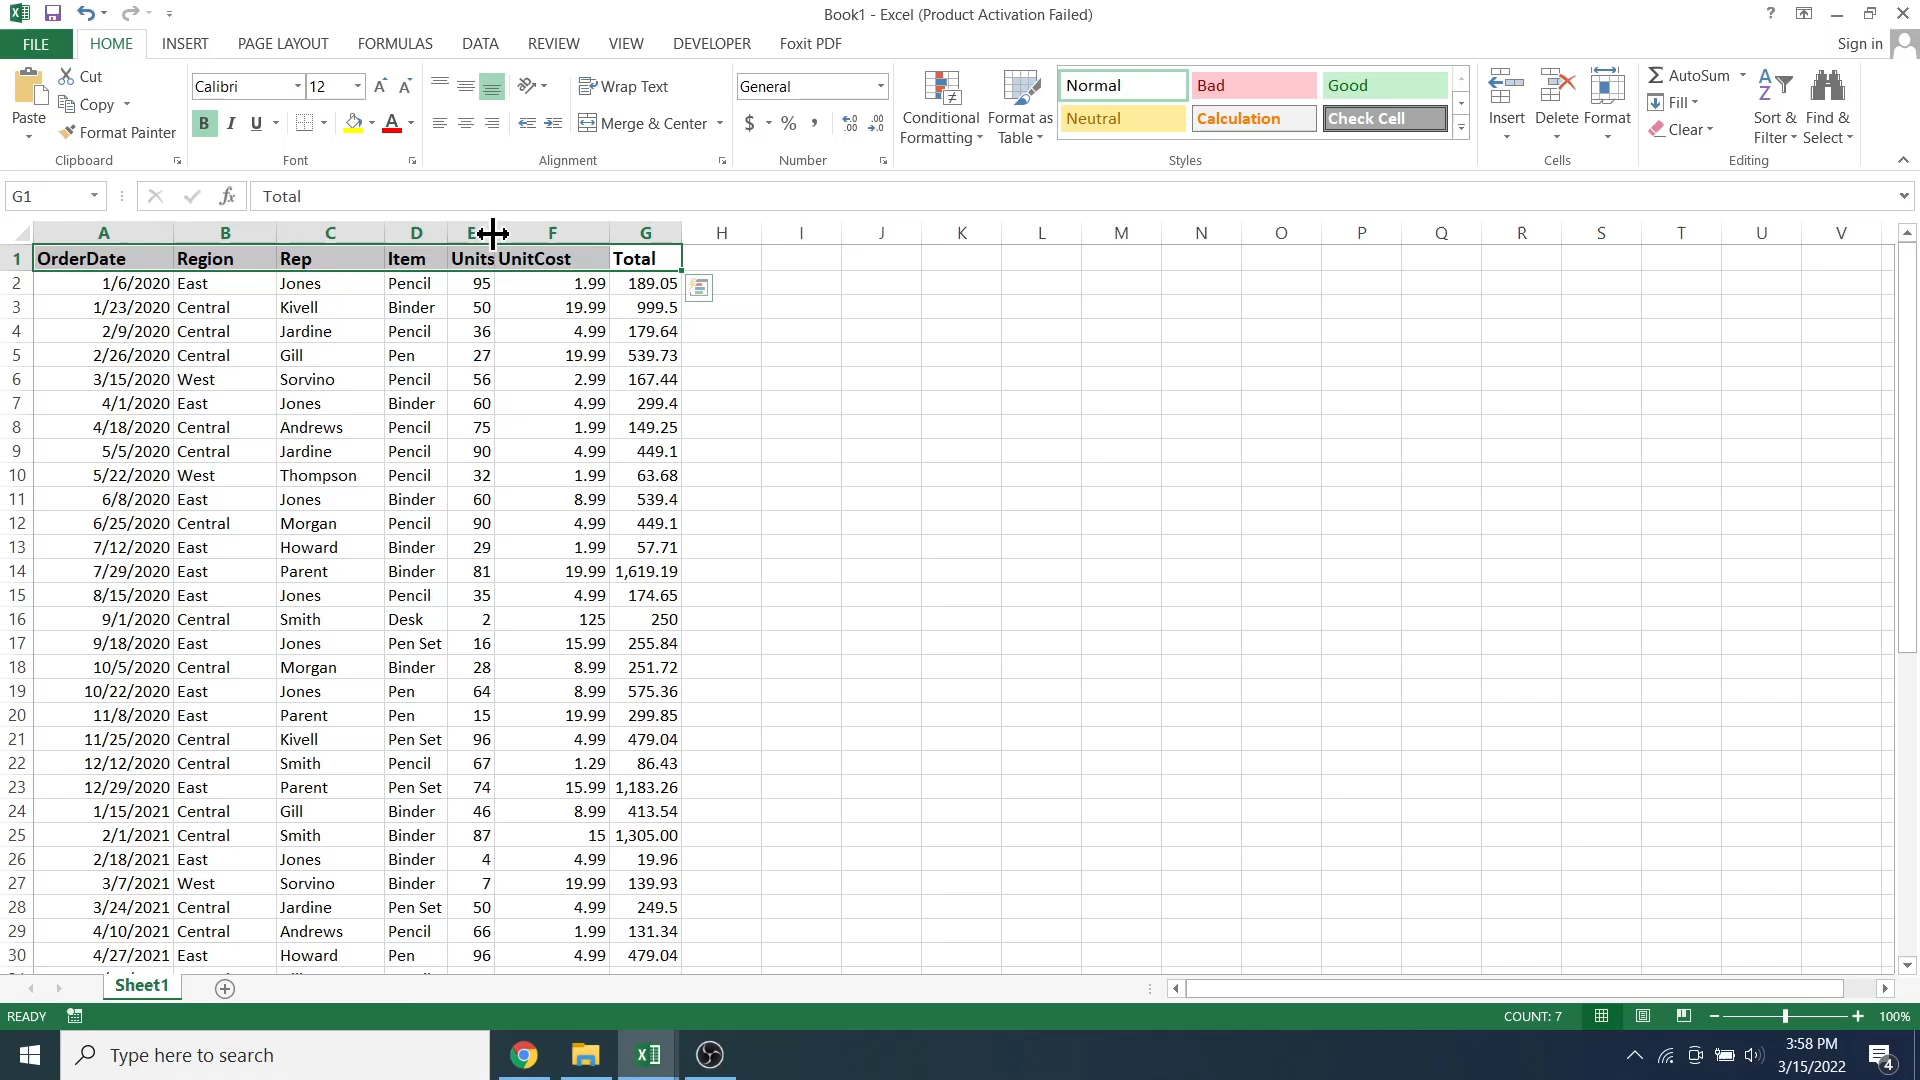 Book1 - Excel (Product Activation Failed)
FILE HOME INSERT PAGE LAYOUT FORMULAS DATA REVIEW VIEW DEVELOPER Foxit PDF Sign in
Paste
Cut
Copy
Format Painter
Clipboard
Calibri 12
B I U
Font
Wrap Text
Merge & Center
Alignment
General
$ % ,
Number
Conditional Formatting
Format as Table
Normal Bad Good
Neutral Calculation Check Cell
Styles
Insert Delete Format
Cells
AutoSum
Fill
Clear
Sort & Filter
Find & Select
Editing
G1 fx Total
A B C D E F G H I J K L M N O P Q R S T U V
1 OrderDate Region Rep Item Units UnitCost Total
2 1/6/2020 East Jones Pencil 95 1.99 189.05
3 1/23/2020 Central Kivell Binder 50 19.99 999.5
4 2/9/2020 Central Jardine Pencil 36 4.99 179.64
5 2/26/2020 Central Gill Pen 27 19.99 539.73
6 3/15/2020 West Sorvino Pencil 56 2.99 167.44
7 4/1/2020 East Jones Binder 60 4.99 299.4
8 4/18/2020 Central Andrews Pencil 75 1.99 149.25
9 5/5/2020 Central Jardine Pencil 90 4.99 449.1
10 5/22/2020 West Thompson Pencil 32 1.99 63.68
11 6/8/2020 East Jones Binder 60 8.99 539.4
12 6/25/2020 Central Morgan Pencil 90 4.99 449.1
13 7/12/2020 East Howard Binder 29 1.99 57.71
14 7/29/2020 East Parent Binder 81 19.99 1,619.19
15 8/15/2020 East Jones Pencil 35 4.99 174.65
16 9/1/2020 Central Smith Desk 2 125 250
17 9/18/2020 East Jones Pen Set 16 15.99 255.84
18 10/5/2020 Central Morgan Binder 28 8.99 251.72
19 10/22/2020 East Jones Pen 64 8.99 575.36
20 11/8/2020 East Parent Pen 15 19.99 299.85
21 11/25/2020 Central Kivell Pen Set 96 4.99 479.04
22 12/12/2020 Central Smith Pencil 67 1.29 86.43
23 12/29/2020 East Parent Pen Set 74 15.99 1,183.26
24 1/15/2021 Central Gill Binder 46 8.99 413.54
25 2/1/2021 Central Smith Binder 87 15 1,305.00
26 2/18/2021 East Jones Binder 4 4.99 19.96
27 3/7/2021 West Sorvino Binder 7 19.99 139.93
28 3/24/2021 Central Jardine Pen Set 50 4.99 249.5
29 4/10/2021 Central Andrews Pencil 66 1.99 131.34
30 4/27/2021 East Howard Pen 96 4.99 479.04
Sheet1
READY COUNT: 7 100%
Type here to search
3:58 PM
3/15/2022
4